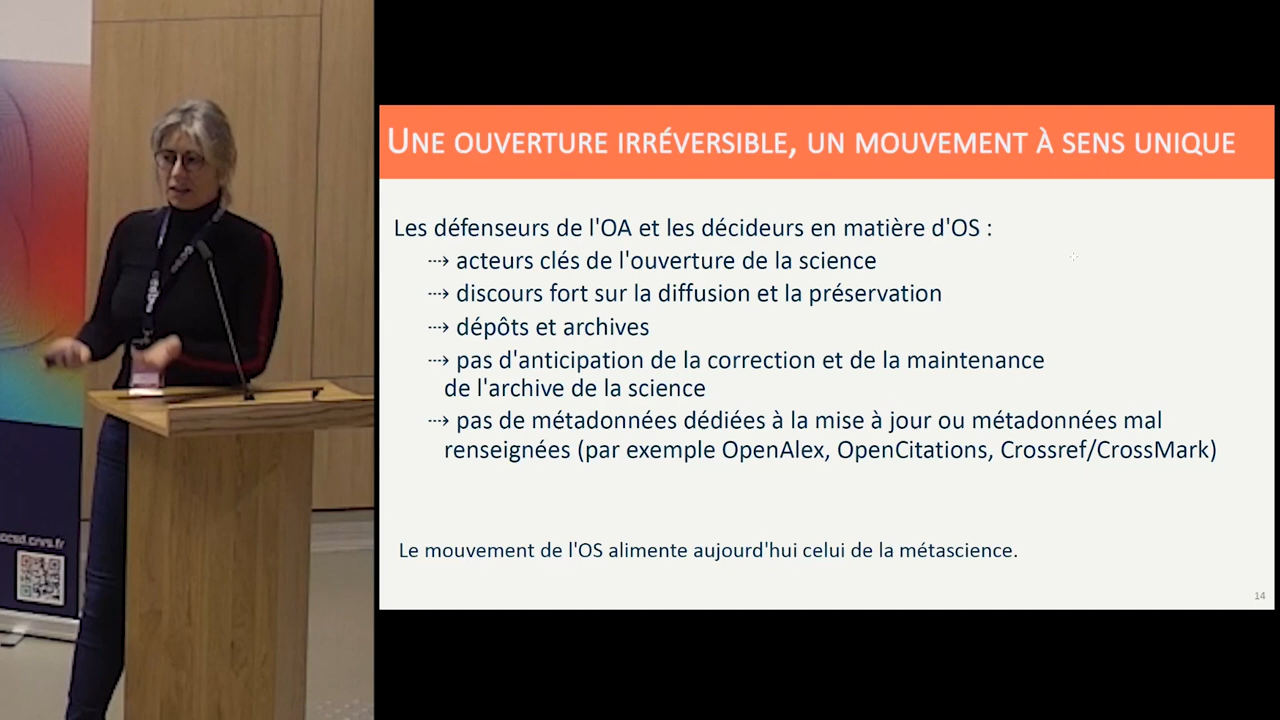 UNE OUVERTURE IRRÉVERSIBLE, UN MOUVEMENT À SENS UNIQUE
Les défenseurs de l'OA et les décideurs en matière d'OS :
⇢ acteurs clés de l'ouverture de la science
⇢ discours fort sur la diffusion et la préservation
⇢ dépôts et archives
⇢ pas d'anticipation de la correction et de la maintenance
de l'archive de la science
⇢ pas de métadonnées dédiées à la mise à jour ou métadonnées mal
renseignées (par exemple OpenAlex, OpenCitations, Crossref/CrossMark)
Le mouvement de l'OS alimente aujourd'hui celui de la métascience.
14
ccsd.cnrs.fr